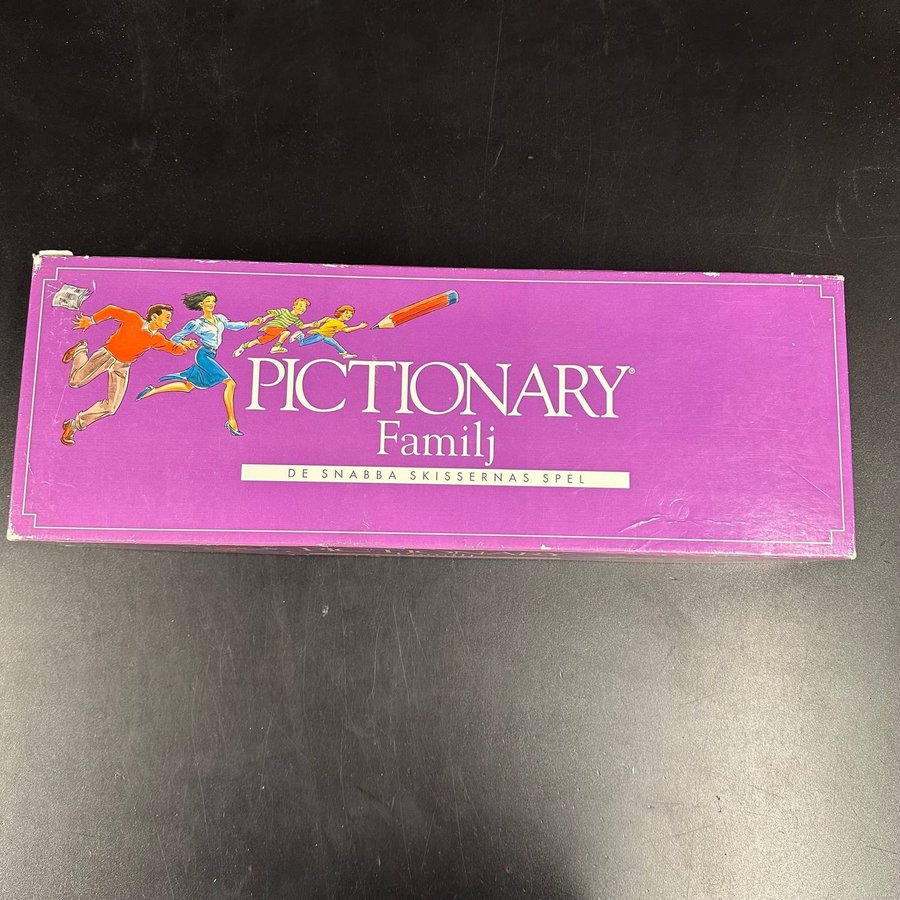 PICTIONARY®
Familj
DE SNABBA SKISSERNAS SPEL